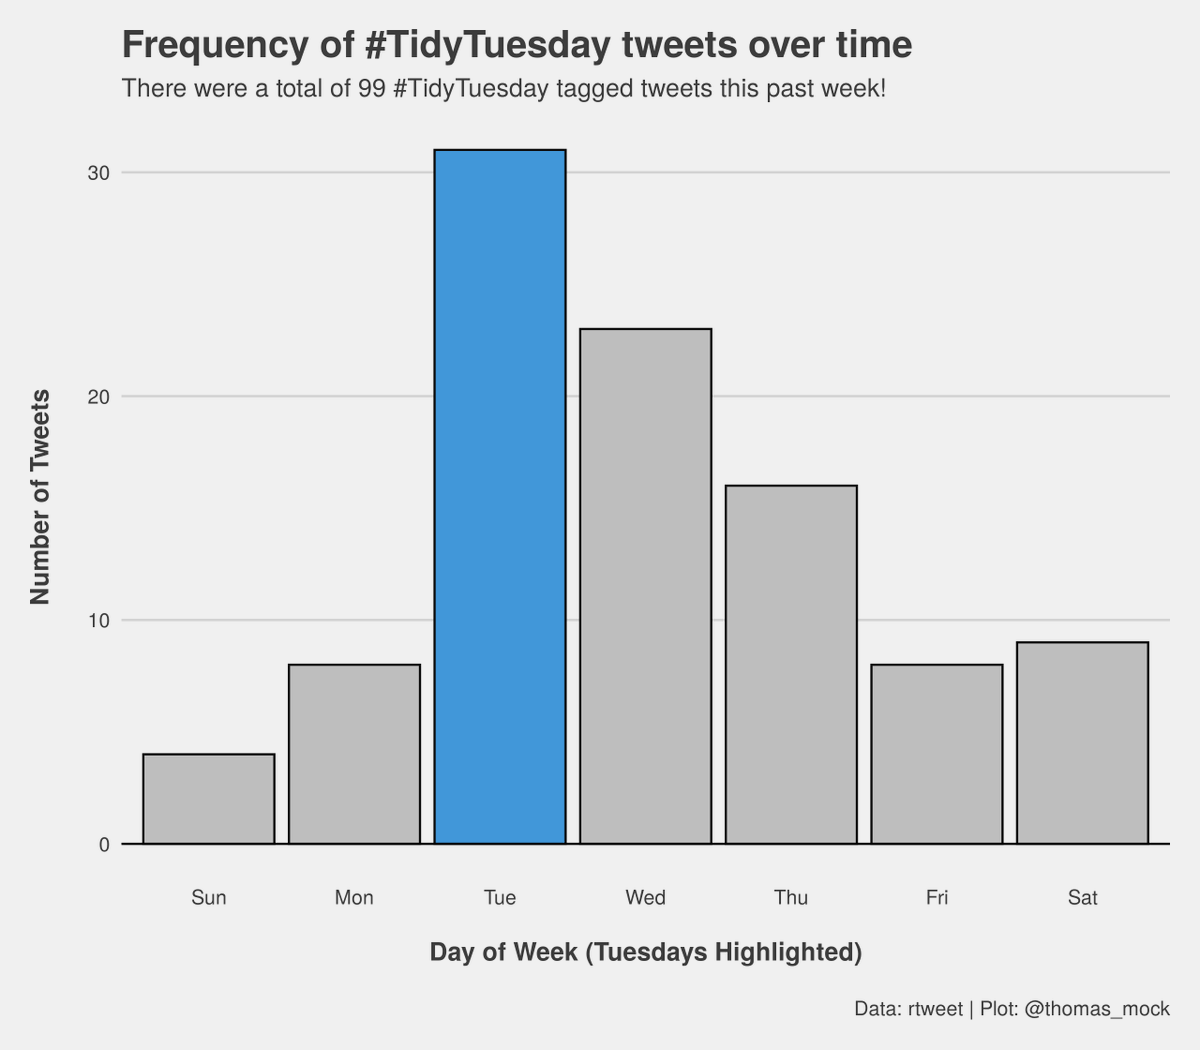 Frequency of #TidyTuesday tweets over time
There were a total of 99 #TidyTuesday tagged tweets this past week!
30
20
10
0
Number of Tweets
Sun Mon Tue Wed Thu Fri Sat
Day of Week (Tuesdays Highlighted)
Data: rtweet | Plot: @thomas_mock